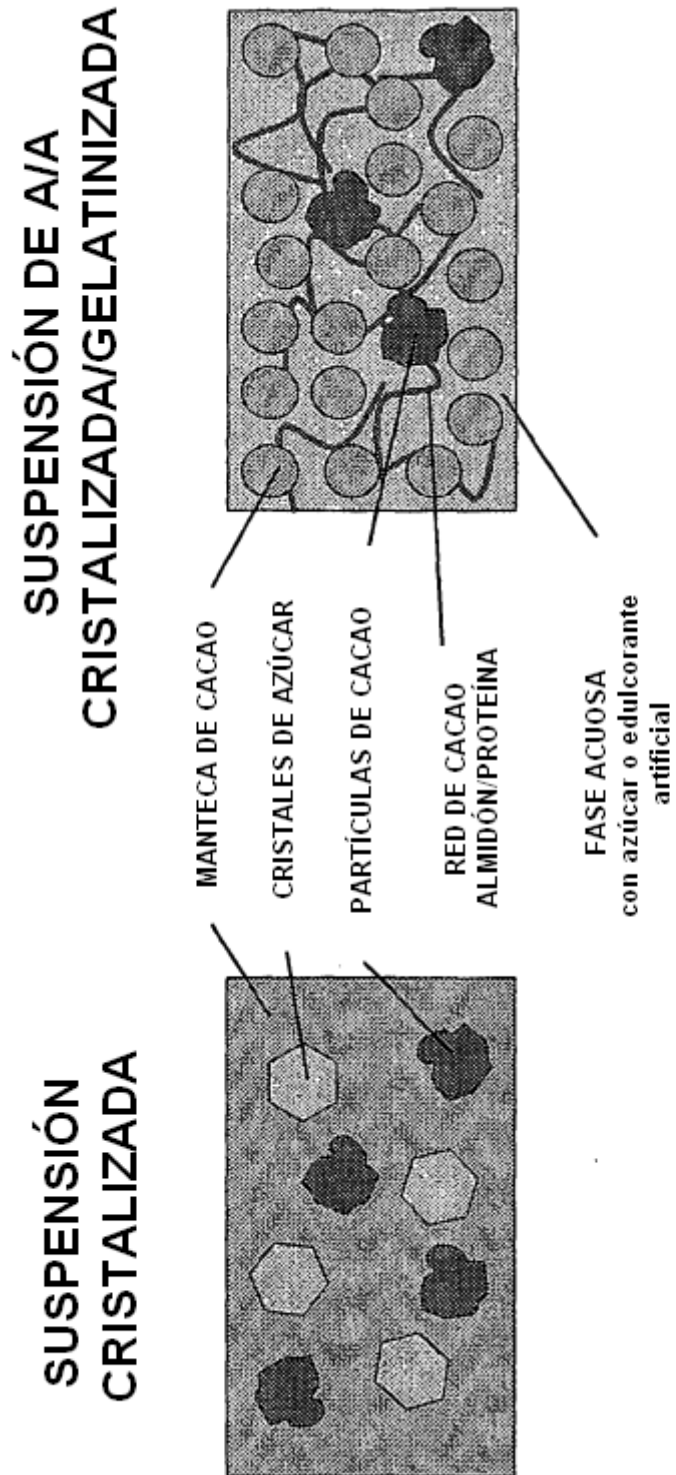 SUSPENSIÓN
CRISTALIZADA
SUSPENSIÓN DE A/A
CRISTALIZADA/GELATINIZADA
MANTECA DE CACAO
CRISTALES DE AZÚCAR
PARTÍCULAS DE CACAO
RED DE CACAO
ALMIDÓN/PROTEÍNA
FASE ACUOSA
con azúcar o edulcorante
artificial